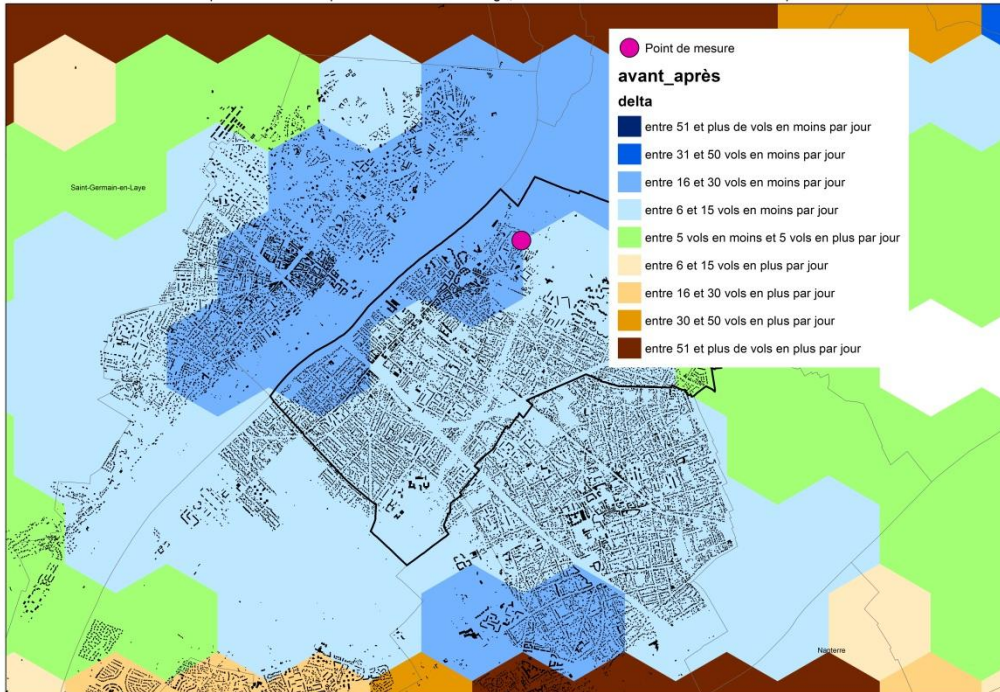 Point de mesure
avant_après
delta
entre 51 et plus de vols en moins par jour
entre 31 et 50 vols en moins par jour
entre 16 et 30 vols en moins par jour
entre 6 et 15 vols en moins par jour
entre 5 vols en moins et 5 vols en plus par jour
entre 6 et 15 vols en plus par jour
entre 16 et 30 vols en plus par jour
entre 30 et 50 vols en plus par jour
entre 51 et plus de vols en plus par jour
Saint-Germain-en-Laye
Nanterre